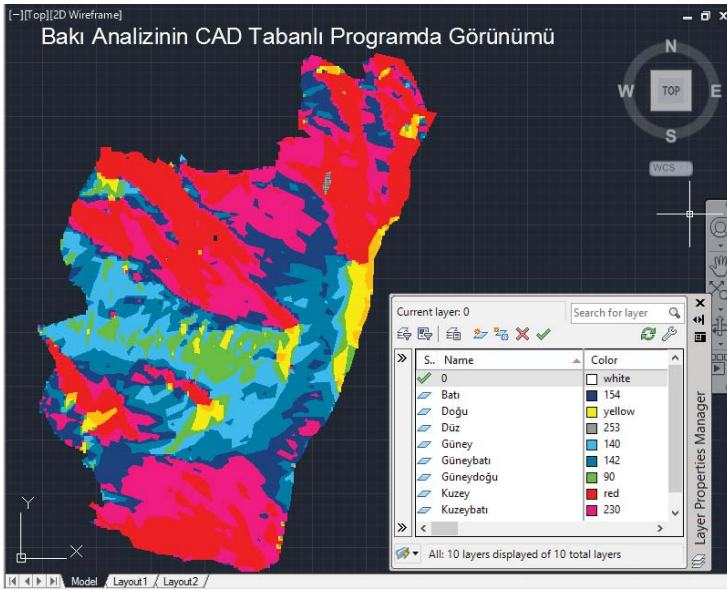 [−][Top][2D Wireframe]
Bakı Analizinin CAD Tabanlı Programda Görünümü
N
W TOP E
S
WCS
Current layer: 0 Search for layer
S.. Name Color
0 white
Batı 154
Doğu yellow
Düz 253
Güney 140
Güneybatı 142
Güneydoğu 90
Kuzey red
Kuzeybatı 230
All: 10 layers displayed of 10 total layers
Layer Properties Manager
Y
X
Model Layout1 Layout2